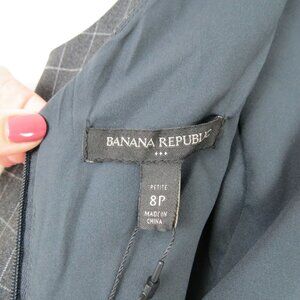 BANANA REPUBLIC
PETITE
8P
MADE IN
CHINA